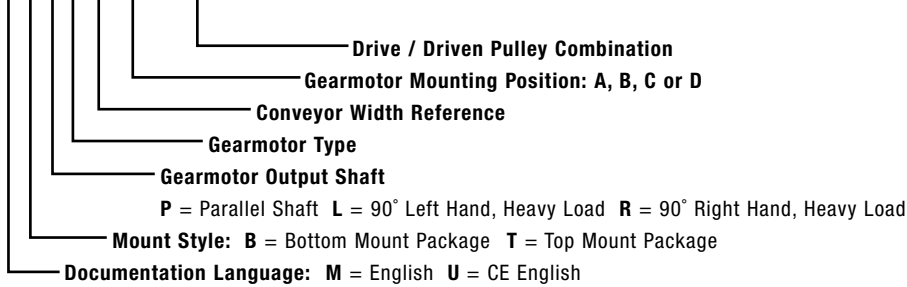 Drive / Driven Pulley Combination
Gearmotor Mounting Position: A, B, C or D
Conveyor Width Reference
Gearmotor Type
Gearmotor Output Shaft
P = Parallel Shaft L = 90˚ Left Hand, Heavy Load R = 90˚ Right Hand, Heavy Load
Mount Style: B = Bottom Mount Package T = Top Mount Package
Documentation Language: M = English U = CE English